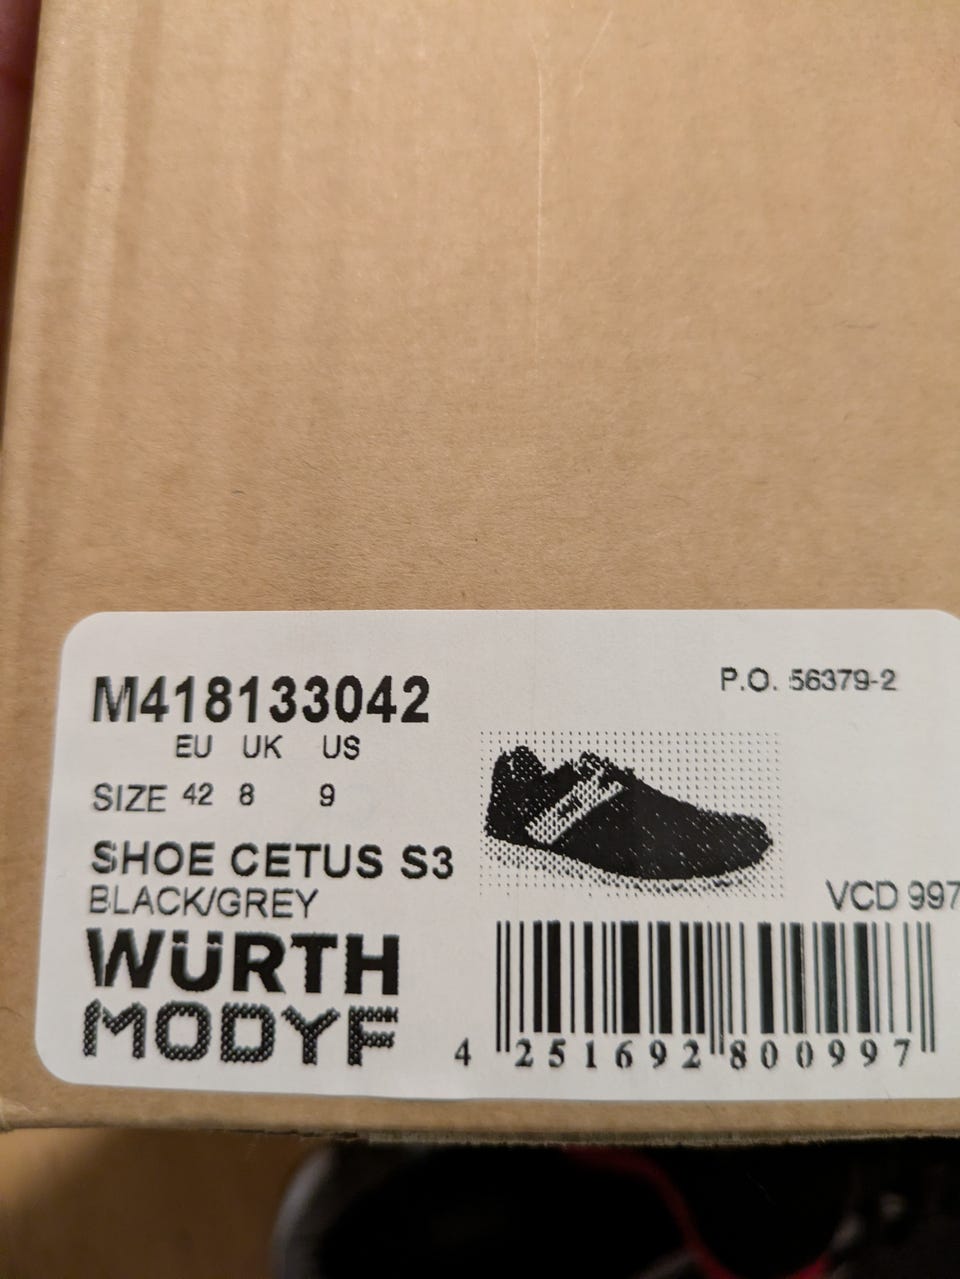 M418133042
P.O. 56379-2
EU UK US
SIZE 42 8 9
SHOE CETUS S3
BLACK/GREY
VCD 997
WÜRTH
MODYF
4 251692 800997